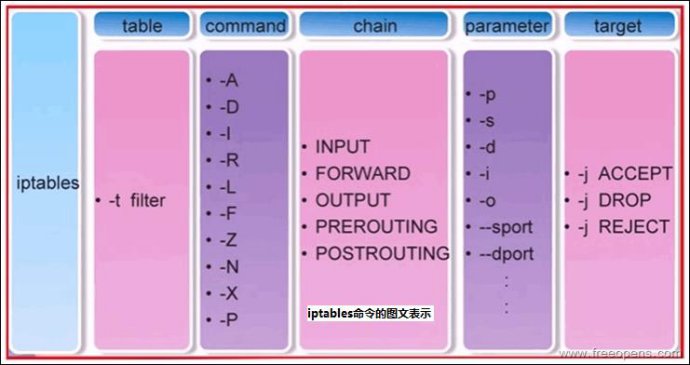 table
command
chain
parameter
target
iptables
• -t filter
• -A
• -D
• -I
• -R
• -L
• -F
• -Z
• -N
• -X
• -P
• INPUT
• FORWARD
• OUTPUT
• PREROUTING
• POSTROUTING
iptables命令的图文表示
• -p
• -s
• -d
• -i
• -o
• --sport
• --dport
:
:
• -j ACCEPT
• -j DROP
• -j REJECT
www.freeopens.com